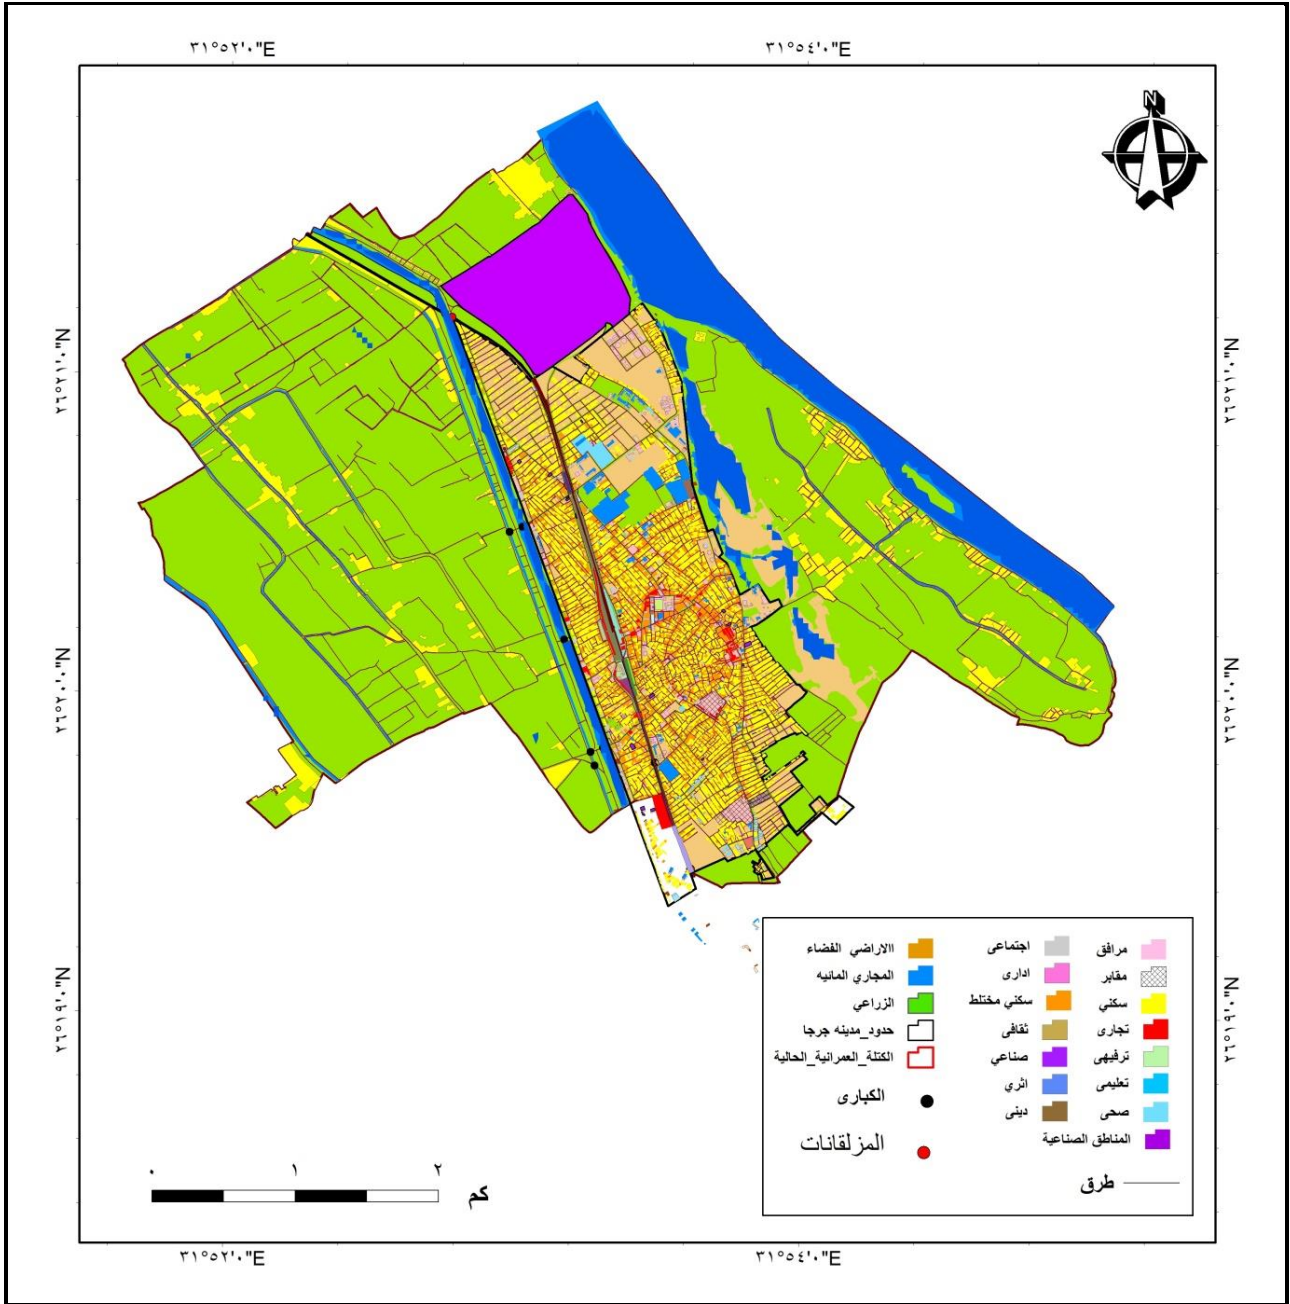 ٣١°٥٢'٠"E
٣١°٥٤'٠"E
N
٢٦°٢١'٠"N
٢٦°٢١'٠"N
٢٦°٢٠'٠"N
٢٦°٢٠'٠"N
٢٦°١٩'٠"N
٢٦°١٩'٠"N
مرافق
مقابر
سكني
تجارى
ترفيهى
تعليمى
صحى
المناطق الصناعية
اجتماعى
ادارى
سكني مختلط
ثقافى
صناعي
اثري
دينى
االاراضي الفضاء
المجاري المائيه
الزراعي
حدود_مدينه جرجا
الكتلة_العمرانية_الحالية
الكبارى
المزلقانات
طرق
٠ ١ ٢
كم
٣١°٥٢'٠"E
٣١°٥٤'٠"E